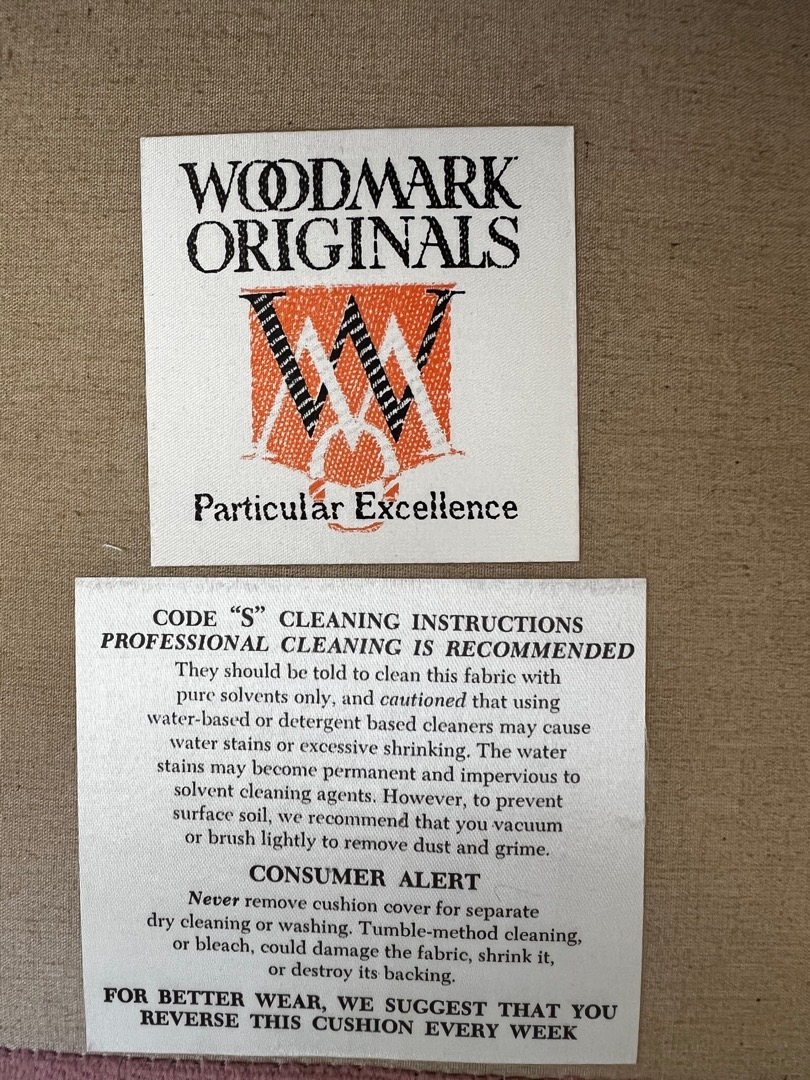 WOODMARK
ORIGINALS
W
Particular Excellence
CODE “S” CLEANING INSTRUCTIONS
PROFESSIONAL CLEANING IS RECOMMENDED
They should be told to clean this fabric with
pure solvents only, and cautioned that using
water-based or detergent based cleaners may cause
water stains or excessive shrinking. The water
stains may become permanent and impervious to
solvent cleaning agents. However, to prevent
surface soil, we recommend that you vacuum
or brush lightly to remove dust and grime.
CONSUMER ALERT
Never remove cushion cover for separate
dry cleaning or washing. Tumble-method cleaning,
or bleach, could damage the fabric, shrink it,
or destroy its backing.
FOR BETTER WEAR, WE SUGGEST THAT YOU
REVERSE THIS CUSHION EVERY WEEK